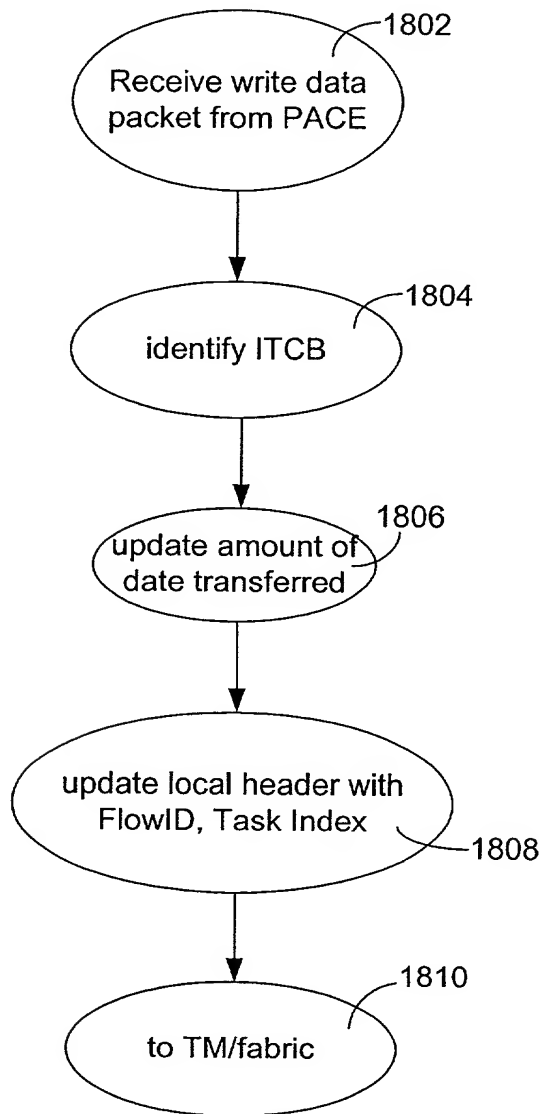 1802
Receive write data
packet from PACE
1804
identify ITCB
1806
update amount of
date transferred
update local header with
FlowID, Task Index
1808
1810
to TM/fabric